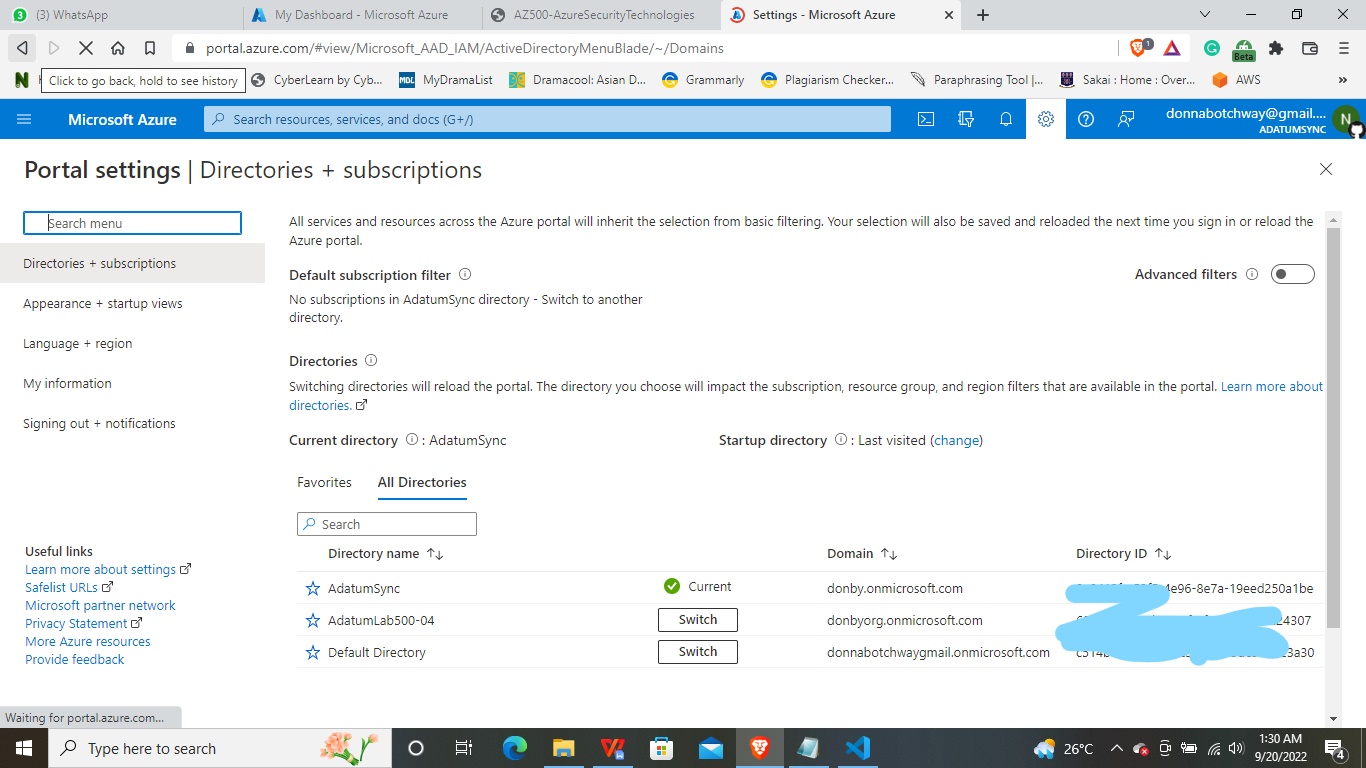 (3) WhatsApp
My Dashboard - Microsoft Azure
AZ500-AzureSecurityTechnologies
Settings - Microsoft Azure
portal.azure.com/#view/Microsoft_AAD_IAM/ActiveDirectoryMenuBlade/~/Domains
1
Beta
Click to go back, hold to see history
CyberLearn by Cyb...
MDL MyDramaList
Dramacool: Asian D...
Grammarly
Plagiarism Checker...
Paraphrasing Tool |...
Sakai : Home : Over...
AWS
Microsoft Azure
Search resources, services, and docs (G+/)
donnabotchway@gmail....
ADATUMSYNC
N
Portal settings | Directories + subscriptions
Search menu
Directories + subscriptions
Appearance + startup views
Language + region
My information
Signing out + notifications
Useful links
Learn more about settings
Safelist URLs
Microsoft partner network
Privacy Statement
More Azure resources
Provide feedback
All services and resources across the Azure portal will inherit the selection from basic filtering. Your selection will also be saved and reloaded the next time you sign in or reload the
Azure portal.
Default subscription filter
Advanced filters
No subscriptions in AdatumSync directory - Switch to another
directory.
Directories
Switching directories will reload the portal. The directory you choose will impact the subscription, resource group, and region filters that are available in the portal. Learn more about
directories.
Current directory : AdatumSync
Startup directory : Last visited (change)
Favorites
All Directories
Search
Directory name
Domain
Directory ID
AdatumSync
Current
donby.onmicrosoft.com
4e96-8e7a-19eed250a1be
AdatumLab500-04
Switch
donbyorg.onmicrosoft.com
24307
Default Directory
Switch
donnabotchwaygmail.onmicrosoft.com
3a30
Waiting for portal.azure.com...
Type here to search
26°C
1:30 AM
9/20/2022
4